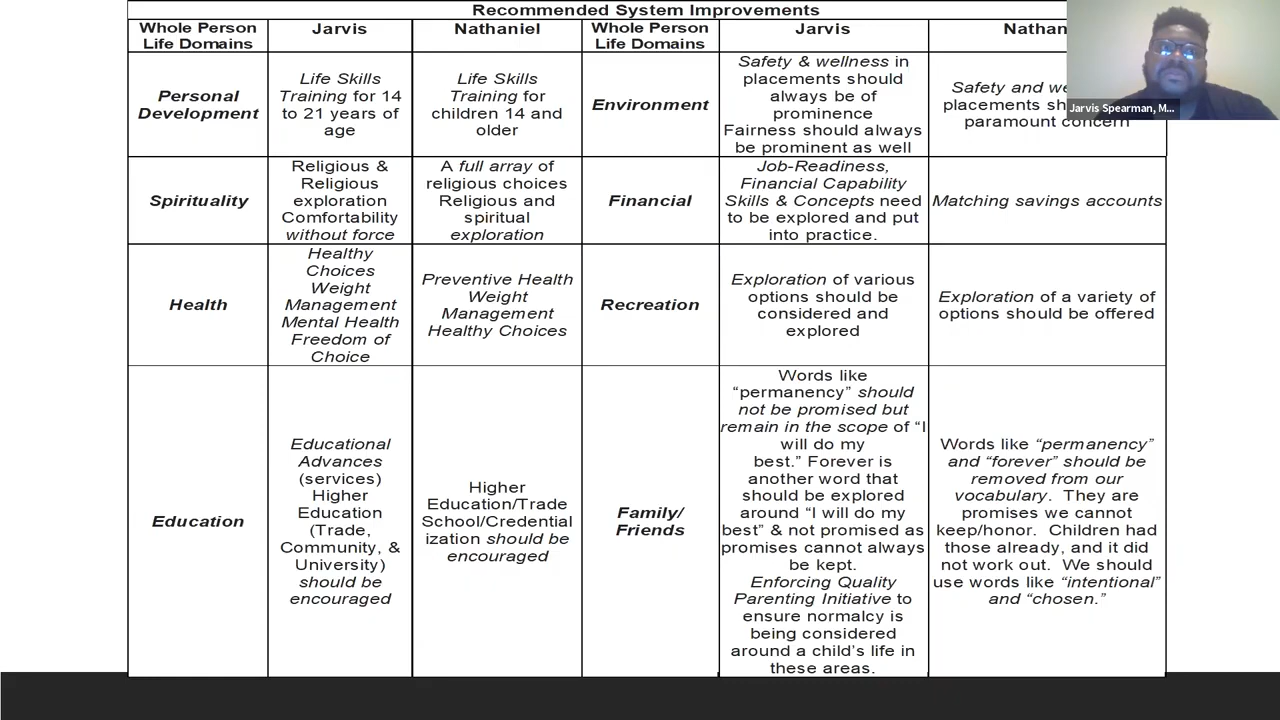 Recommended System Improvements
Whole Person
Life Domains
Jarvis
Nathaniel
Whole Person
Life Domains
Jarvis
Nathan
Personal
Development
Life Skills
Training for 14
to 21 years of
age
Life Skills
Training for
children 14 and
older
Environment
Safety & wellness in
placements should
always be of
prominence
Fairness should always
be prominent as well
Safety and we
placements sh
paramount concern
Spirituality
Religious &
Religious
exploration
Comfortability
without force
A full array of
religious choices
Religious and
spiritual
exploration
Financial
Job-Readiness,
Financial Capability
Skills & Concepts need
to be explored and put
into practice.
Matching savings accounts
Health
Healthy
Choices
Weight
Management
Mental Health
Freedom of
Choice
Preventive Health
Weight
Management
Healthy Choices
Recreation
Exploration of various
options should be
considered and
explored
Exploration of a variety of
options should be offered
Education
Educational
Advances
(services)
Higher
Education
(Trade,
Community, &
University)
should be
encouraged
Higher
Education/Trade
School/Credential
ization should be
encouraged
Family/
Friends
Words like
“permanency” should
not be promised but
remain in the scope of “I
will do my
best.” Forever is
another word that
should be explored
around “I will do my
best” & not promised as
promises cannot always
be kept.
Enforcing Quality
Parenting Initiative to
ensure normalcy is
being considered
around a child’s life in
these areas.
Words like “permanency”
and “forever” should be
removed from our
vocabulary. They are
promises we cannot
keep/honor. Children had
those already, and it did
not work out. We should
use words like “intentional”
and “chosen.”
Jarvis Spearman, M...